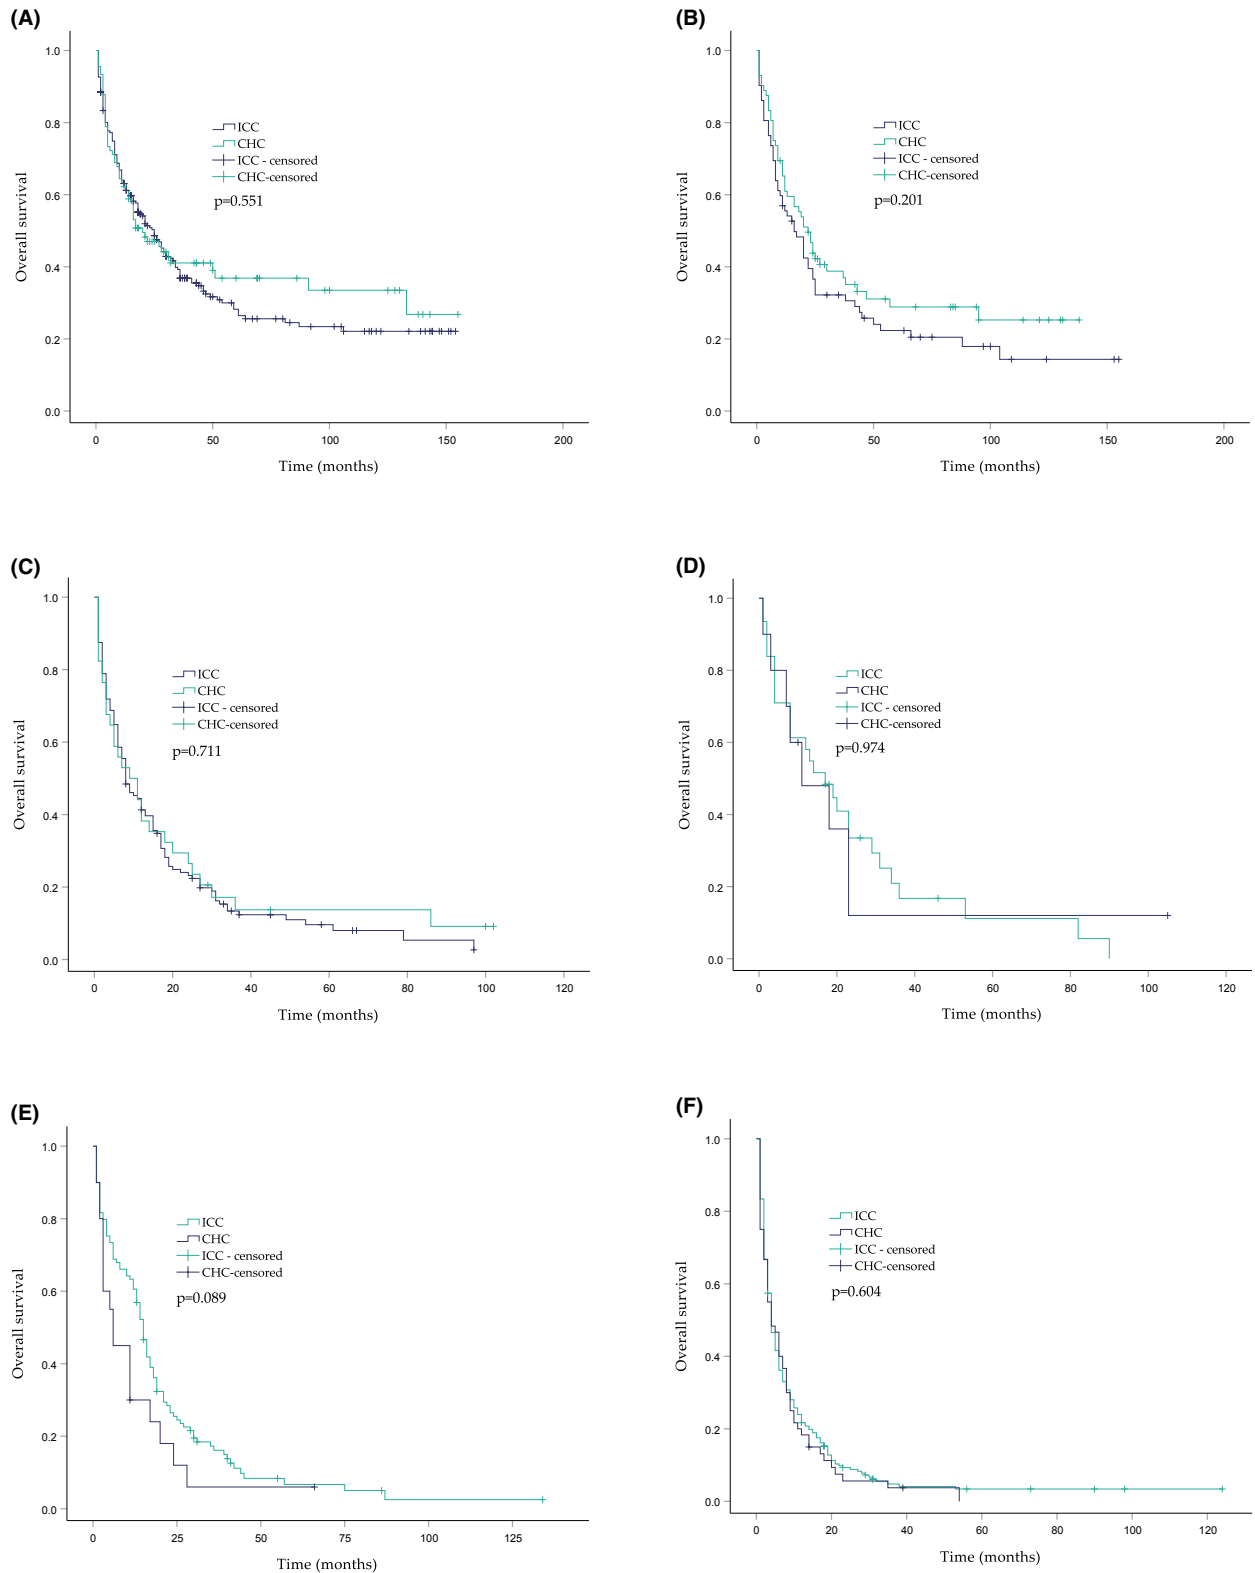 (A)
Overall survival
1.0
0.8
0.6
0.4
0.2
0.0
ICC
CHC
ICC - censored
CHC-censored
p=0.551
0 50 100 150 200
Time (months)
(B)
Overall survival
1.0
0.8
0.6
0.4
0.2
0.0
ICC
CHC
ICC - censored
CHC-censored
p=0.201
0 50 100 150 200
Time (months)
(C)
Overall survival
1.0
0.8
0.6
0.4
0.2
0.0
ICC
CHC
ICC - censored
CHC-censored
p=0.711
0 20 40 60 80 100 120
Time (months)
(D)
Overall survival
1.0
0.8
0.6
0.4
0.2
0.0
ICC
CHC
ICC - censored
CHC-censored
p=0.974
0 20 40 60 80 100 120
Time (months)
(E)
Overall survival
1.0
0.8
0.6
0.4
0.2
0.0
ICC
CHC
ICC - censored
CHC-censored
p=0.089
0 25 50 75 100 125
Time (months)
(F)
Overall survival
1.0
0.8
0.6
0.4
0.2
0.0
ICC
CHC
ICC - censored
CHC-censored
p=0.604
0 20 40 60 80 100 120
Time (months)